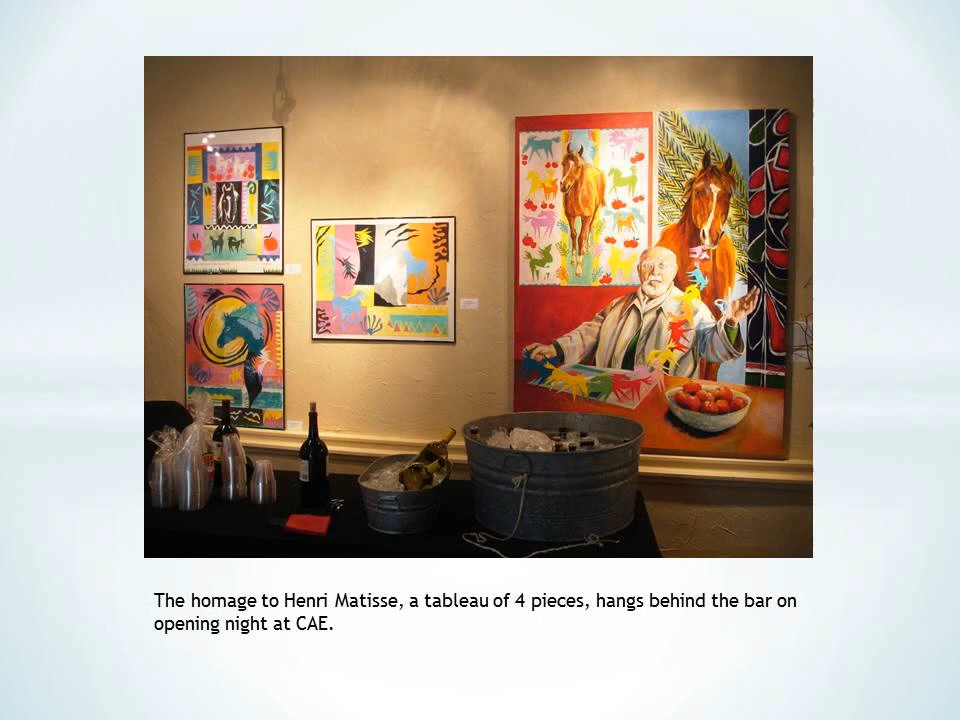 The homage to Henri Matisse, a tableau of 4 pieces, hangs behind the bar on
opening night at CAE.